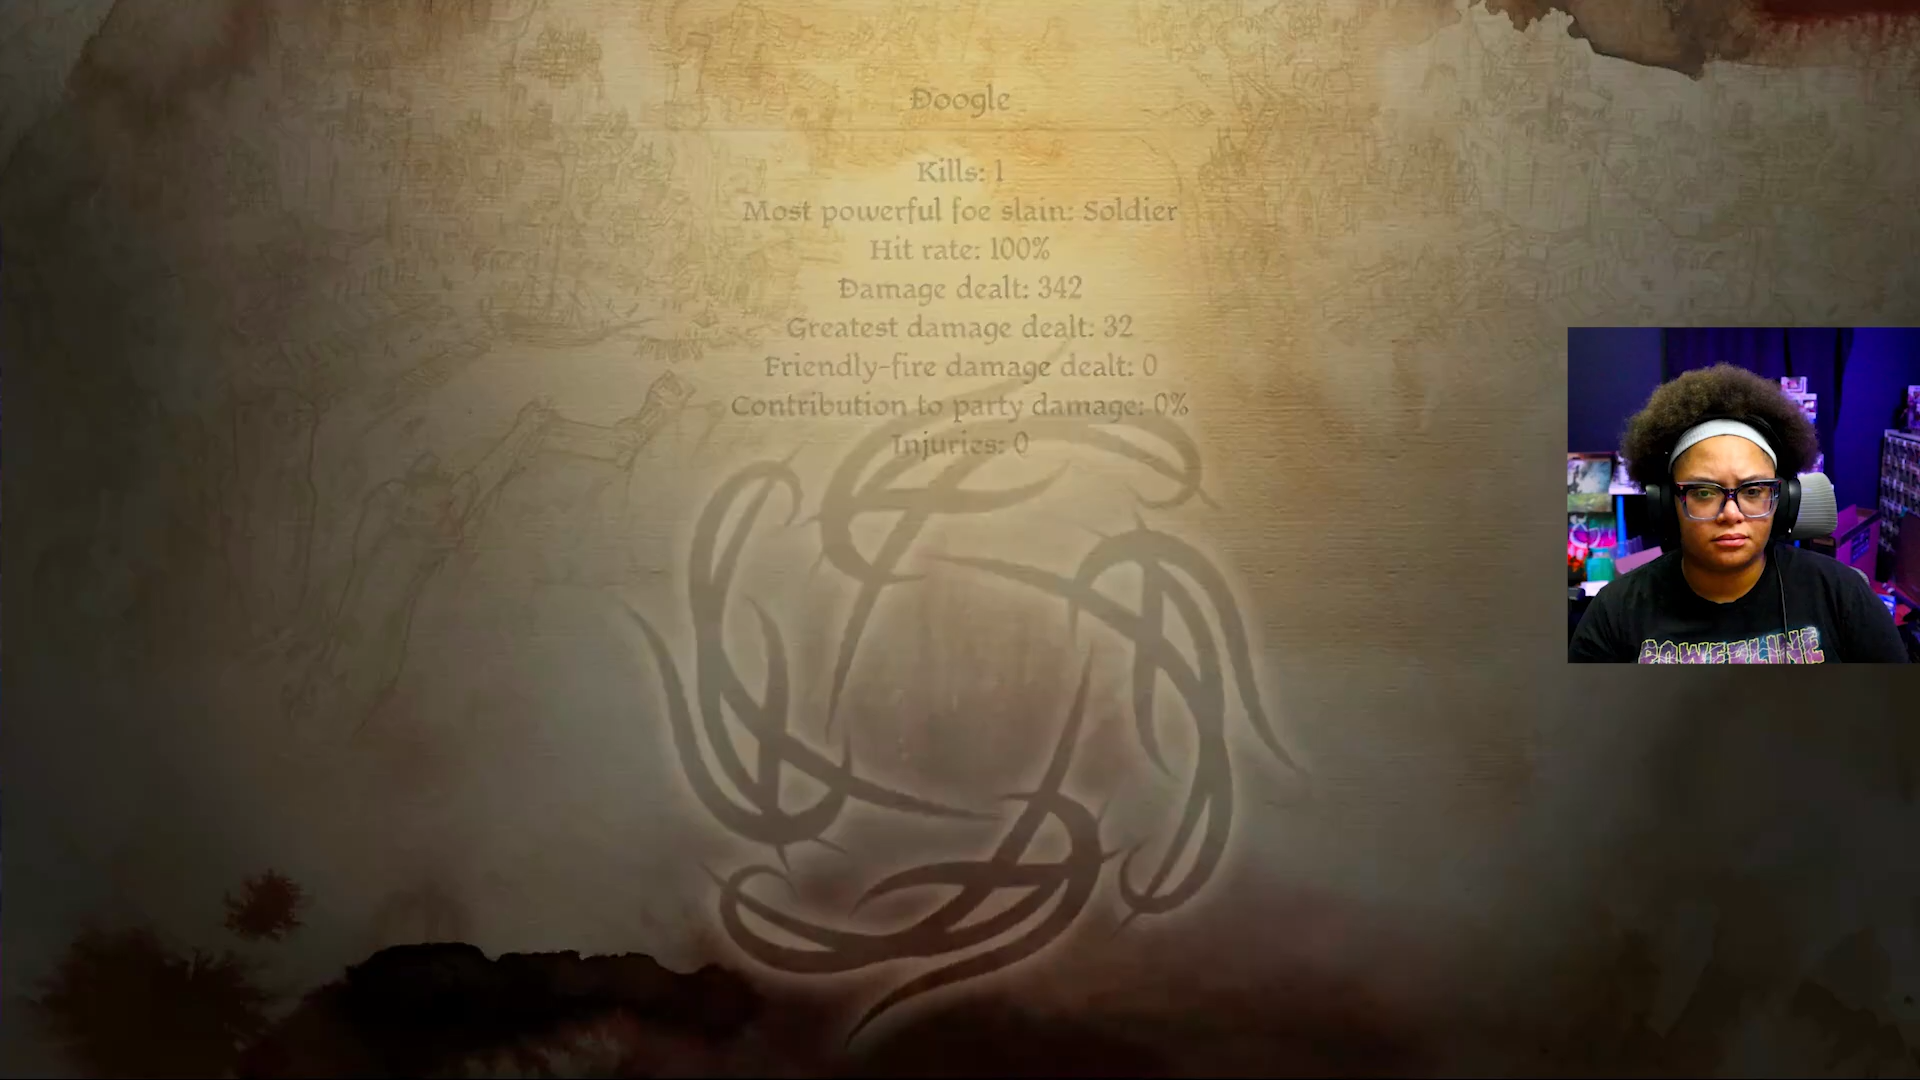 Doogle
Kills: 1
Most powerful foe slain: Soldier
Hit rate: 100%
Damage dealt: 342
Greatest damage dealt: 32
Friendly-fire damage dealt: 0
Contribution to party damage: 0%
Injuries: 0
POWERLINE